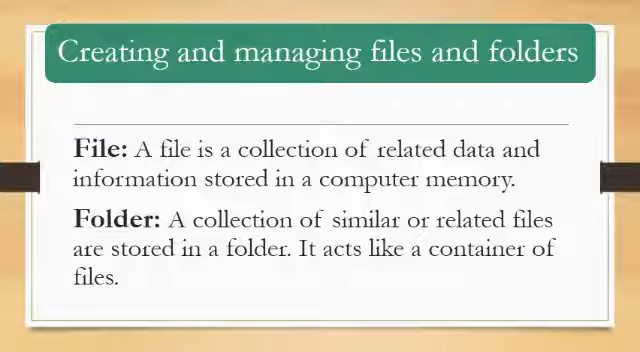 Creating and managing files and folders
File: A file is a collection of related data and
information stored in a computer memory.
Folder: A collection of similar or related files
are stored in a folder. It acts like a container of
files.